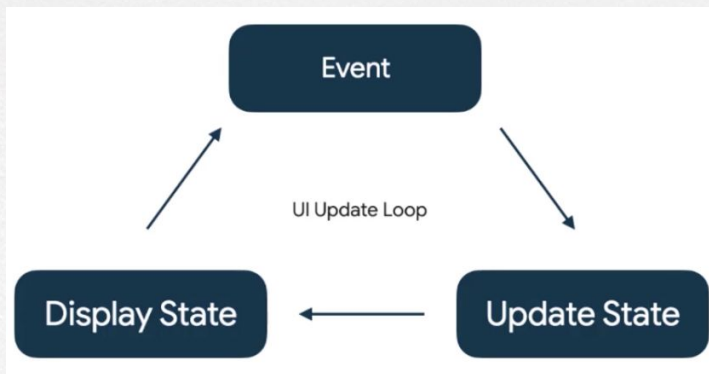 Event
UI Update Loop
Display State
Update State